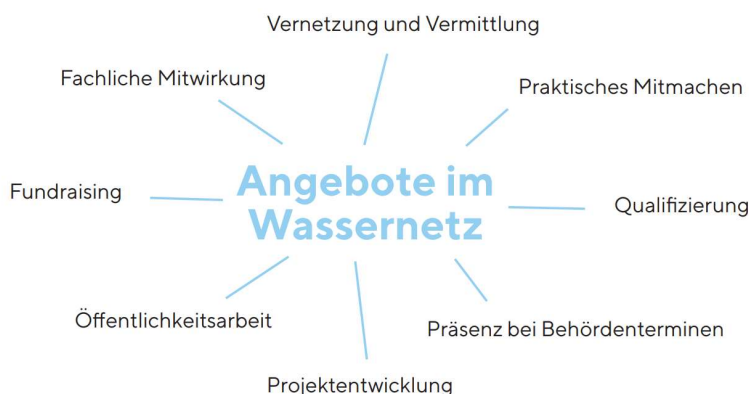 Vernetzung und Vermittlung
Fachliche Mitwirkung
Praktisches Mitmachen
Angebote im
Wassernetz
Fundraising
Qualifizierung
Öffentlichkeitsarbeit
Präsenz bei Behördenterminen
Projektentwicklung